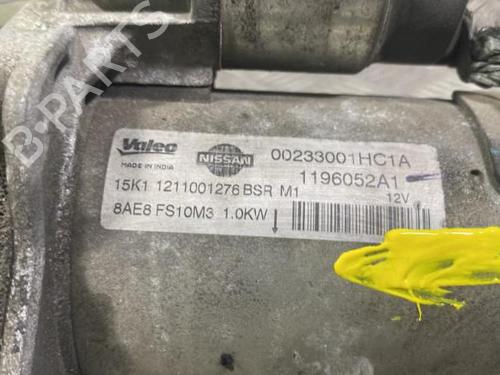 B-PARTS
Valeo
MADE IN INDIA
NISSAN
00233001HC1A
1196052A1
15K1 1211001276 BSR M1
12V
8AE8 FS10M3 1.0KW